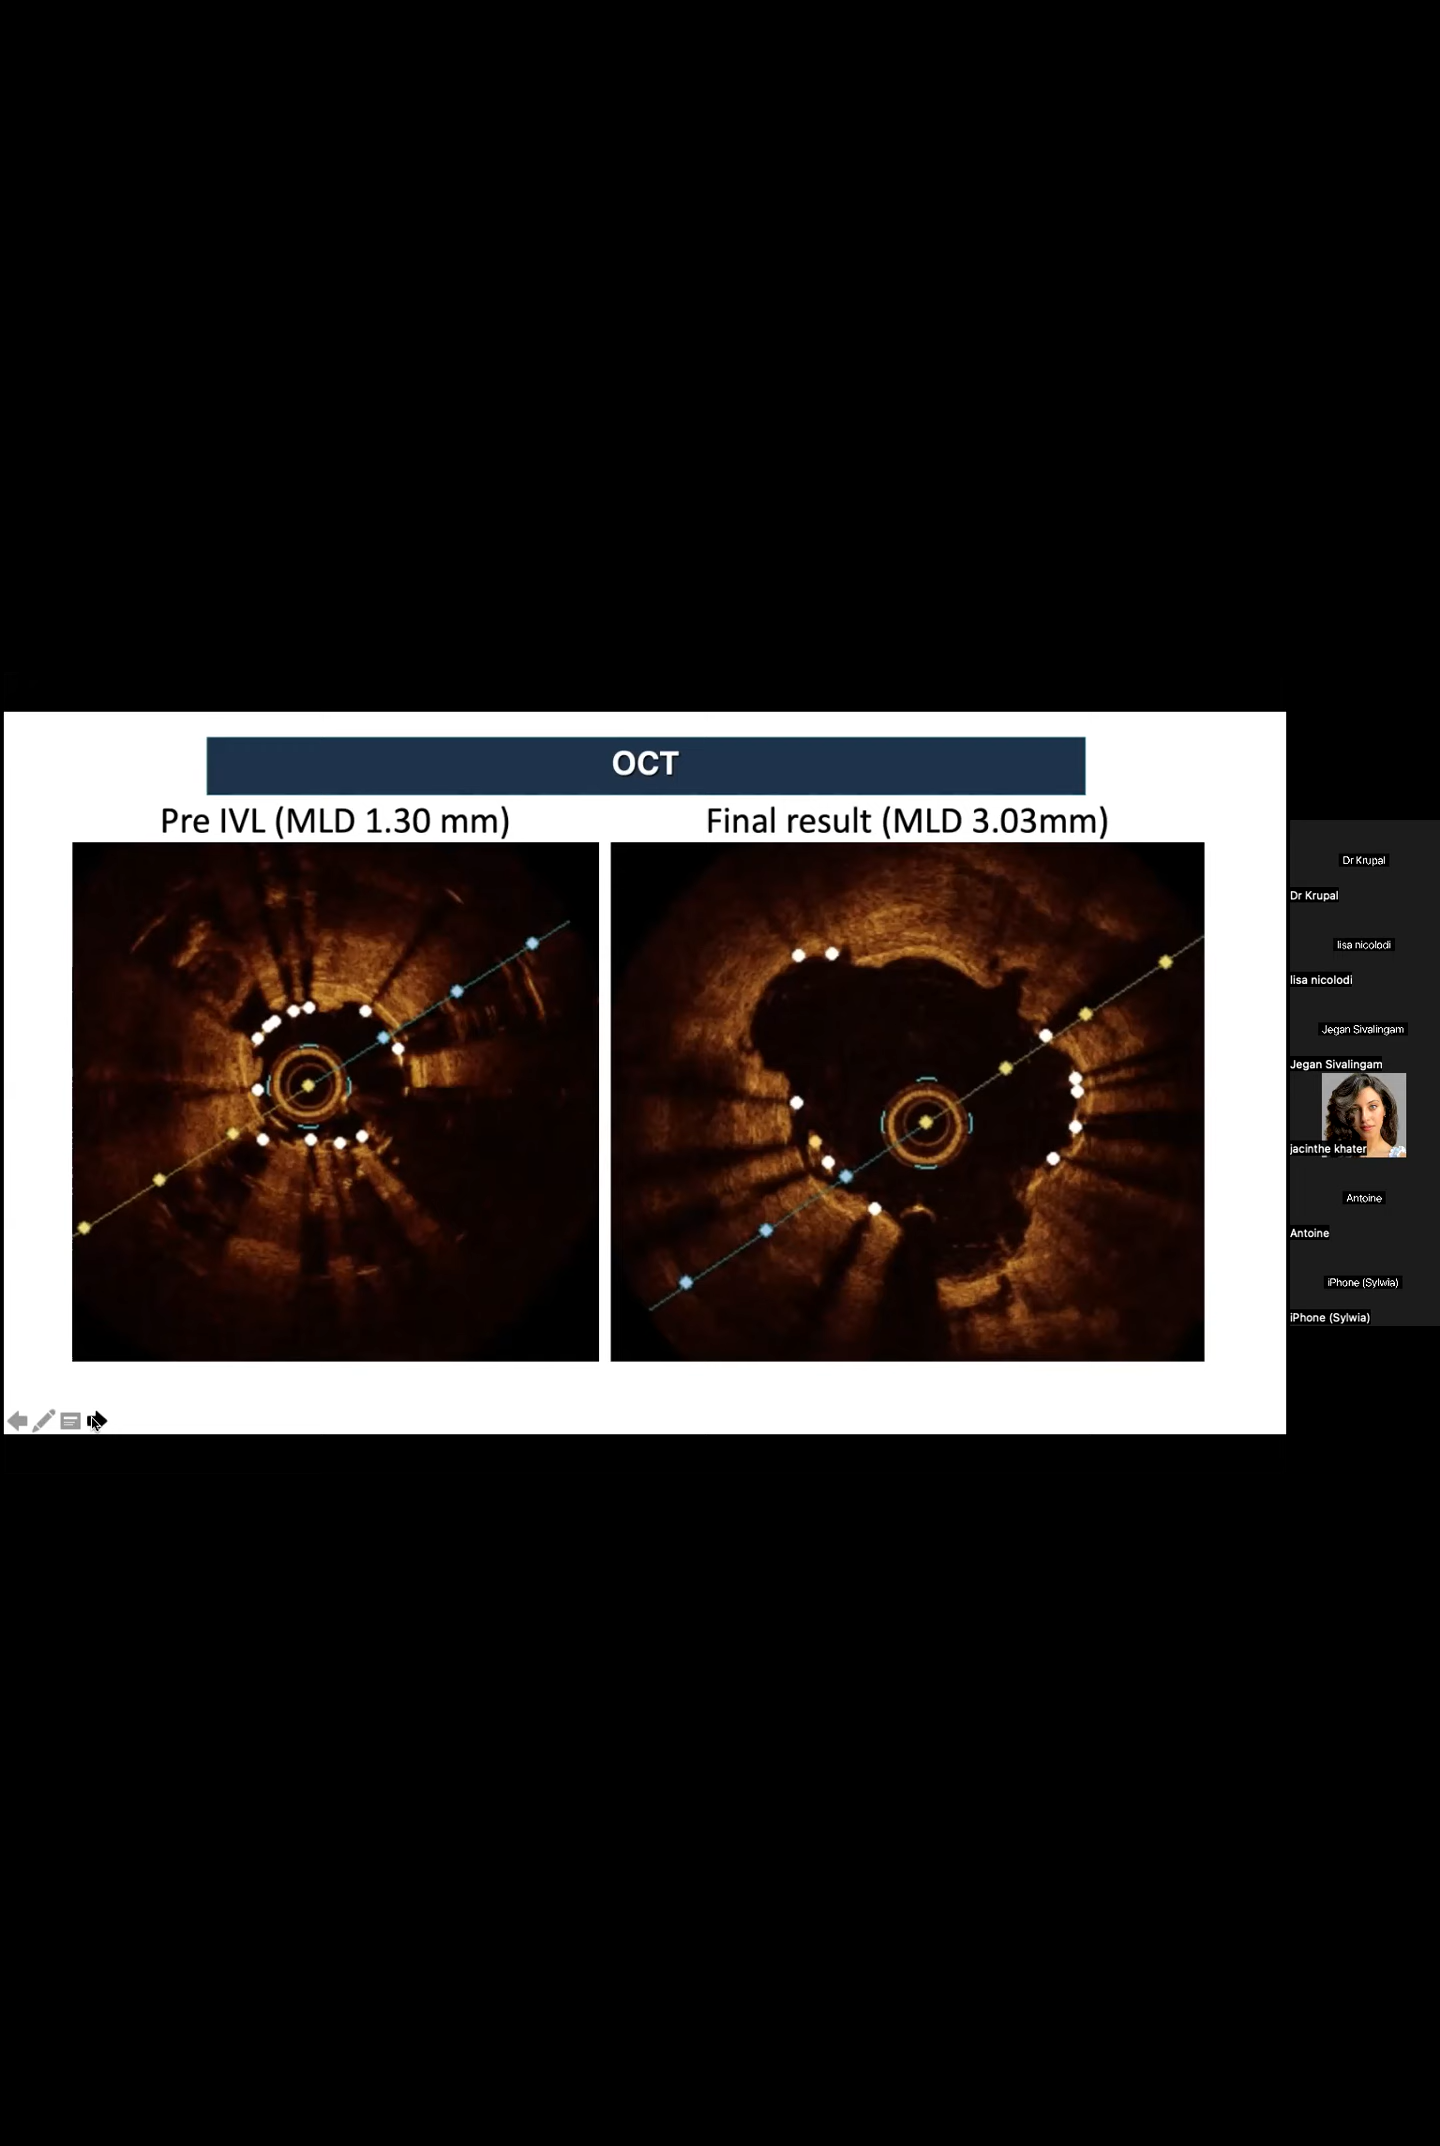 OCT
Pre IVL (MLD 1.30 mm)
Final result (MLD 3.03mm)
Dr Krupal
Dr Krupal
lisa nicolodi
lisa nicolodi
Jegan Sivalingam
Jegan Sivalingam
jacinthe khater
Antoine
Antoine
iPhone (Sylwia)
iPhone (Sylwia)